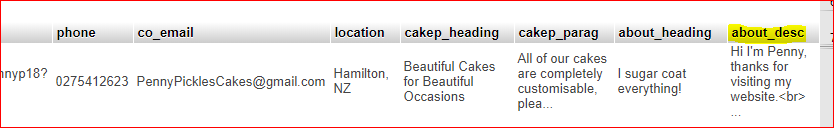 phone co_email location cakep_heading cakep_parag about_heading about_desc
nnyp18? 0275412623 PennyPicklesCakes@gmail.com Hamilton, NZ
Beautiful Cakes
for Beautiful
Occasions
All of our cakes
are completely
customisable,
plea...
I sugar coat
everything!
Hi I'm Penny,
thanks for
visiting my
website.<br>
...